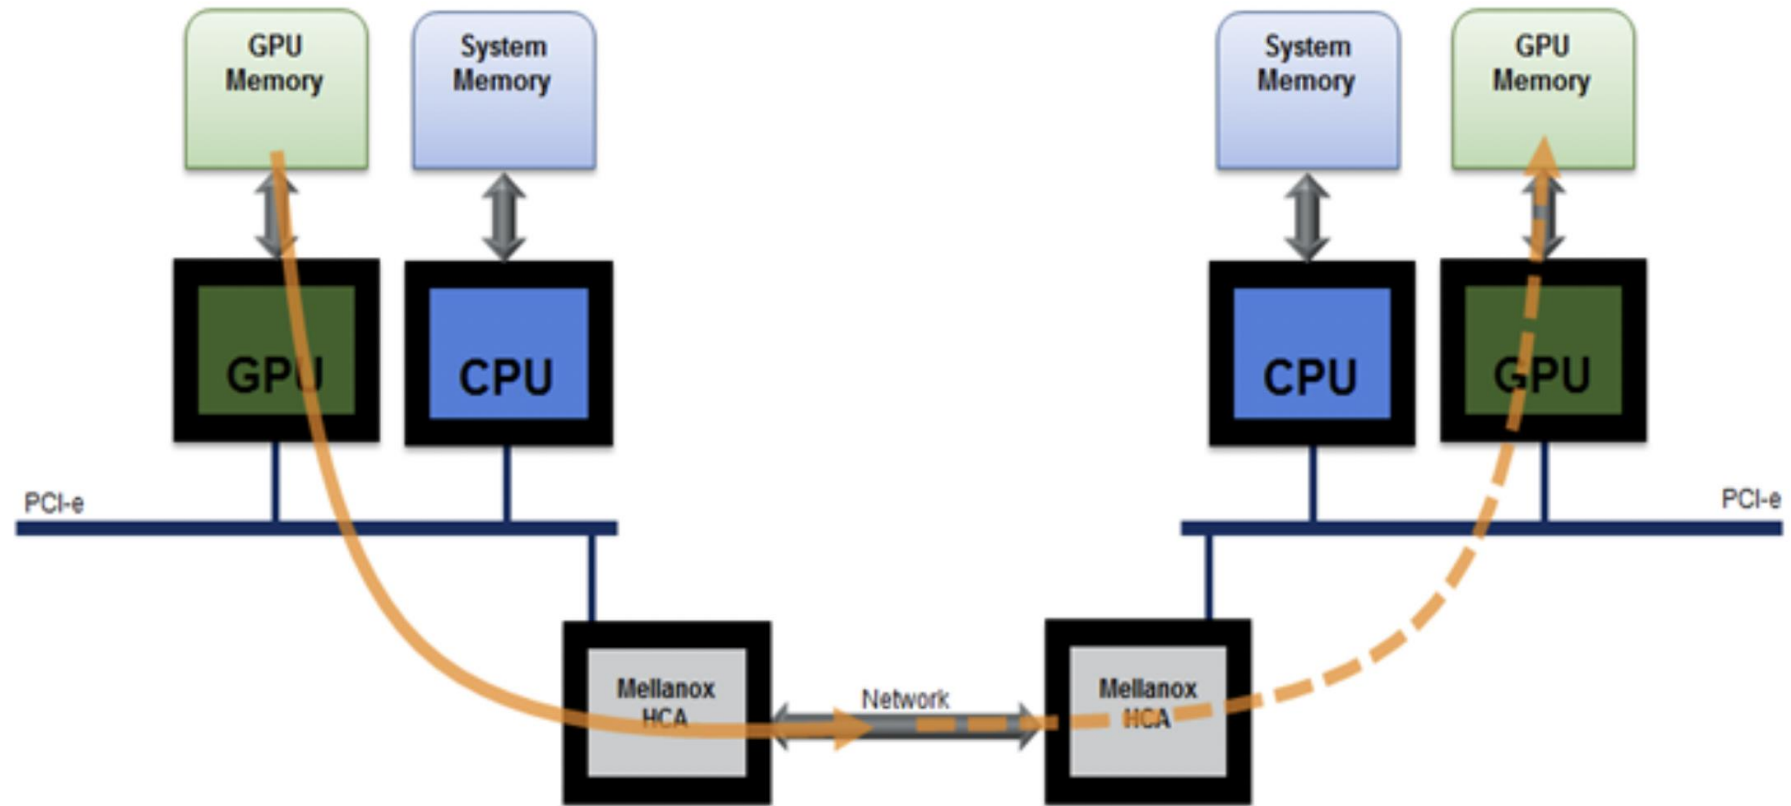 GPU
Memory
System
Memory
System
Memory
GPU
Memory
GPU
CPU
CPU
GPU
PCI-e
PCI-e
Mellanox
HCA
Network
Mellanox
HCA